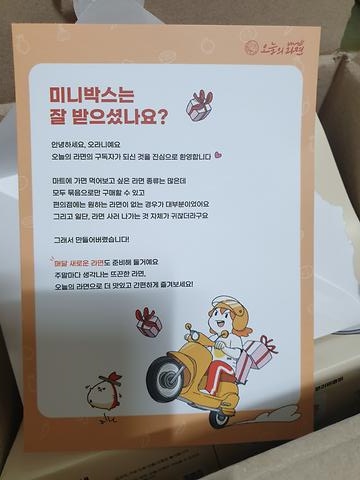 오늘의 라면
미니박스는
잘 받으셨나요?
안녕하세요, 오라니예요
오늘의 라면의 구독자가 되신 것을 진심으로 환영합니다
마트에 가면 먹어보고 싶은 라면 종류는 많은데
모두 묶음으로만 구매할 수 있고
편의점에는 원하는 라면이 없는 경우가 대부분이었어요
그리고 일단, 라면 사러 나가는 것 자체가 귀찮더라구요
그래서 만들어버렸습니다!
매달 새로운 라면도 준비해 둘거예요
주말마다 생각나는 뜨끈한 라면,
오늘의 라면으로 더 맛있고 간편하게 즐겨보세요!